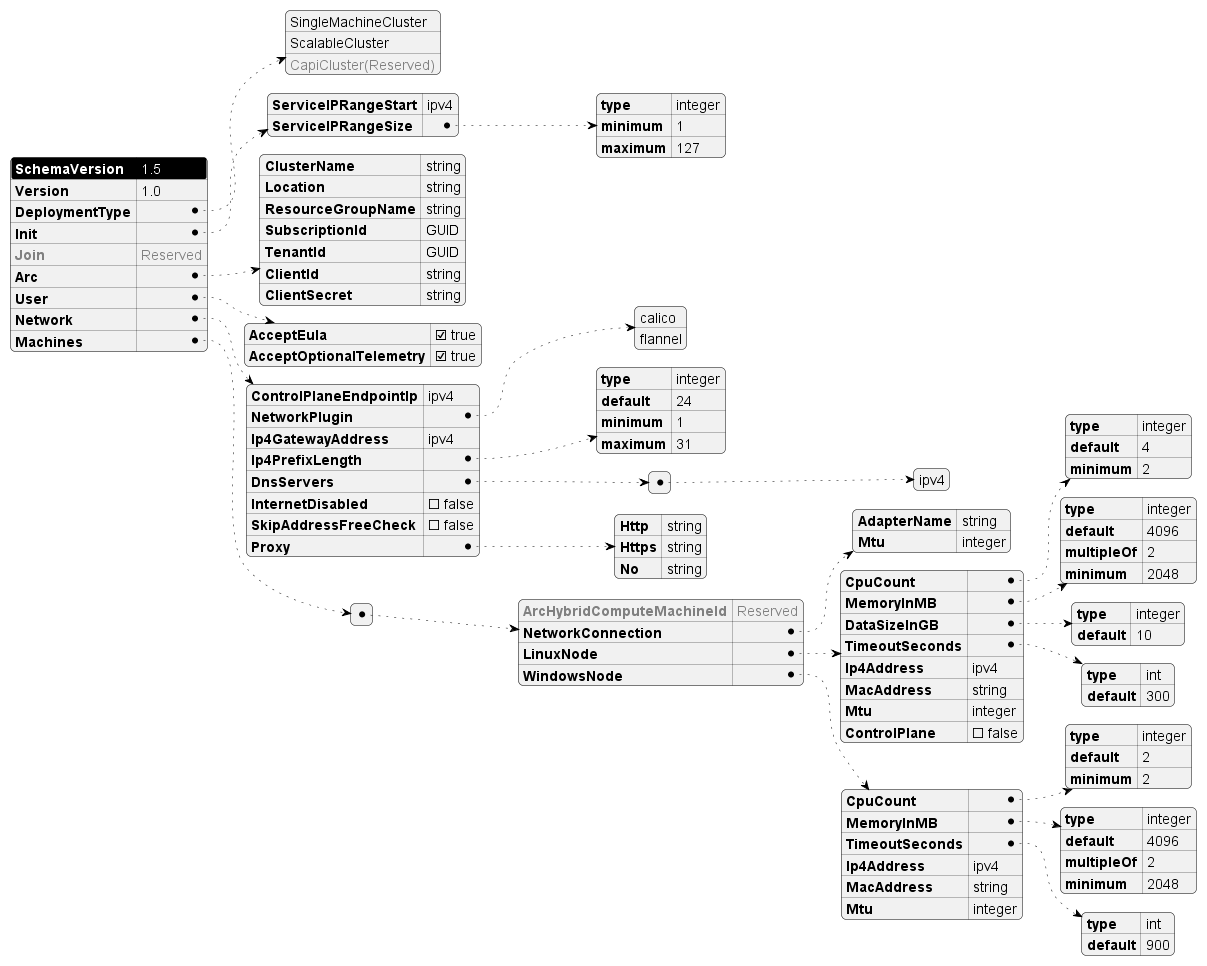 SingleMachineCluster
ScalableCluster
CapiCluster(Reserved)
ServiceIPRangeStart ipv4
ServiceIPRangeSize
type integer
minimum 1
maximum 127
SchemaVersion 1.5
Version 1.0
DeploymentType
Init
Join Reserved
Arc
User
Network
Machines
ClusterName string
Location string
ResourceGroupName string
SubscriptionId GUID
TenantId GUID
ClientId string
ClientSecret string
AcceptEula ☑ true
AcceptOptionalTelemetry ☑ true
ControlPlaneEndpointIp ipv4
NetworkPlugin
Ip4GatewayAddress ipv4
Ip4PrefixLength
DnsServers
InternetDisabled ☐ false
SkipAddressFreeCheck ☐ false
Proxy
calico
flannel
type integer
default 24
minimum 1
maximum 31
ipv4
Http string
Https string
No string
ArcHybridComputeMachineId Reserved
NetworkConnection
LinuxNode
WindowsNode
AdapterName string
Mtu integer
CpuCount
MemoryInMB
DataSizeInGB
TimeoutSeconds
Ip4Address ipv4
MacAddress string
Mtu integer
ControlPlane ☐ false
type integer
default 4
minimum 2
type integer
default 4096
multipleOf 2
minimum 2048
type integer
default 10
type int
default 300
CpuCount
MemoryInMB
TimeoutSeconds
Ip4Address ipv4
MacAddress string
Mtu integer
type integer
default 2
minimum 2
type integer
default 4096
multipleOf 2
minimum 2048
type int
default 900